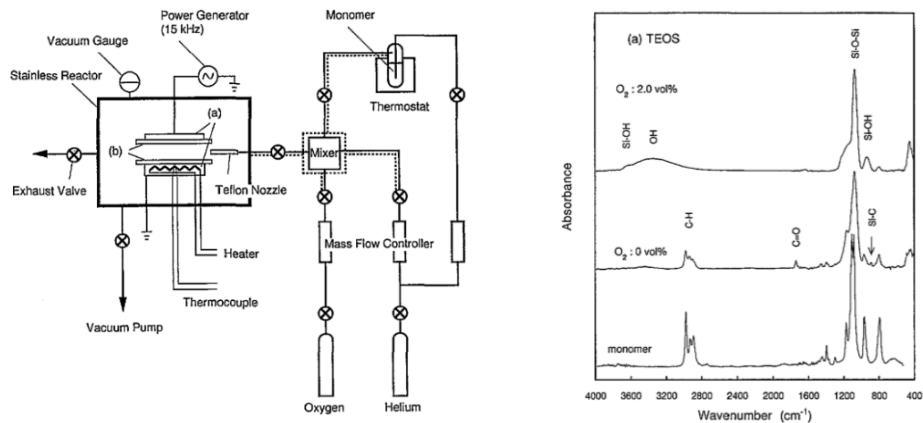 Power Generator
(15 kHz)
Vacuum Gauge
Stainless Reactor
Monomer
Thermostat
(a)
(b)
Mixer
Exhaust Valve
Teflon Nozzle
Heater
Mass Flow Controller
Thermocouple
Vacuum Pump
Oxygen
Helium
(a) TEOS
Si-O-Si
O2 : 2.0 vol%
Si-OH
OH
Si-OH
C-H
C=O
Si-C
O2 : 0 vol%
monomer
Absorbance
4000 3600 2800 2000 1600 1200 800 400
Wavenumber (cm-1)